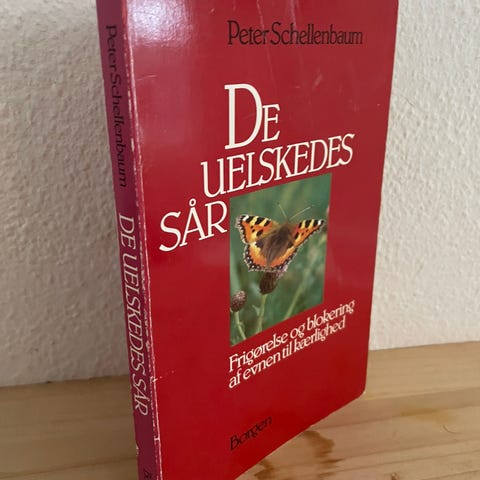 Peter Schellenbaum
DE
UELSKEDES
SÅR
Frigørelse og blokering
af evnen til kærlighed
Borgen
Peter Schellenbaum
DE UELSKEDES SÅR